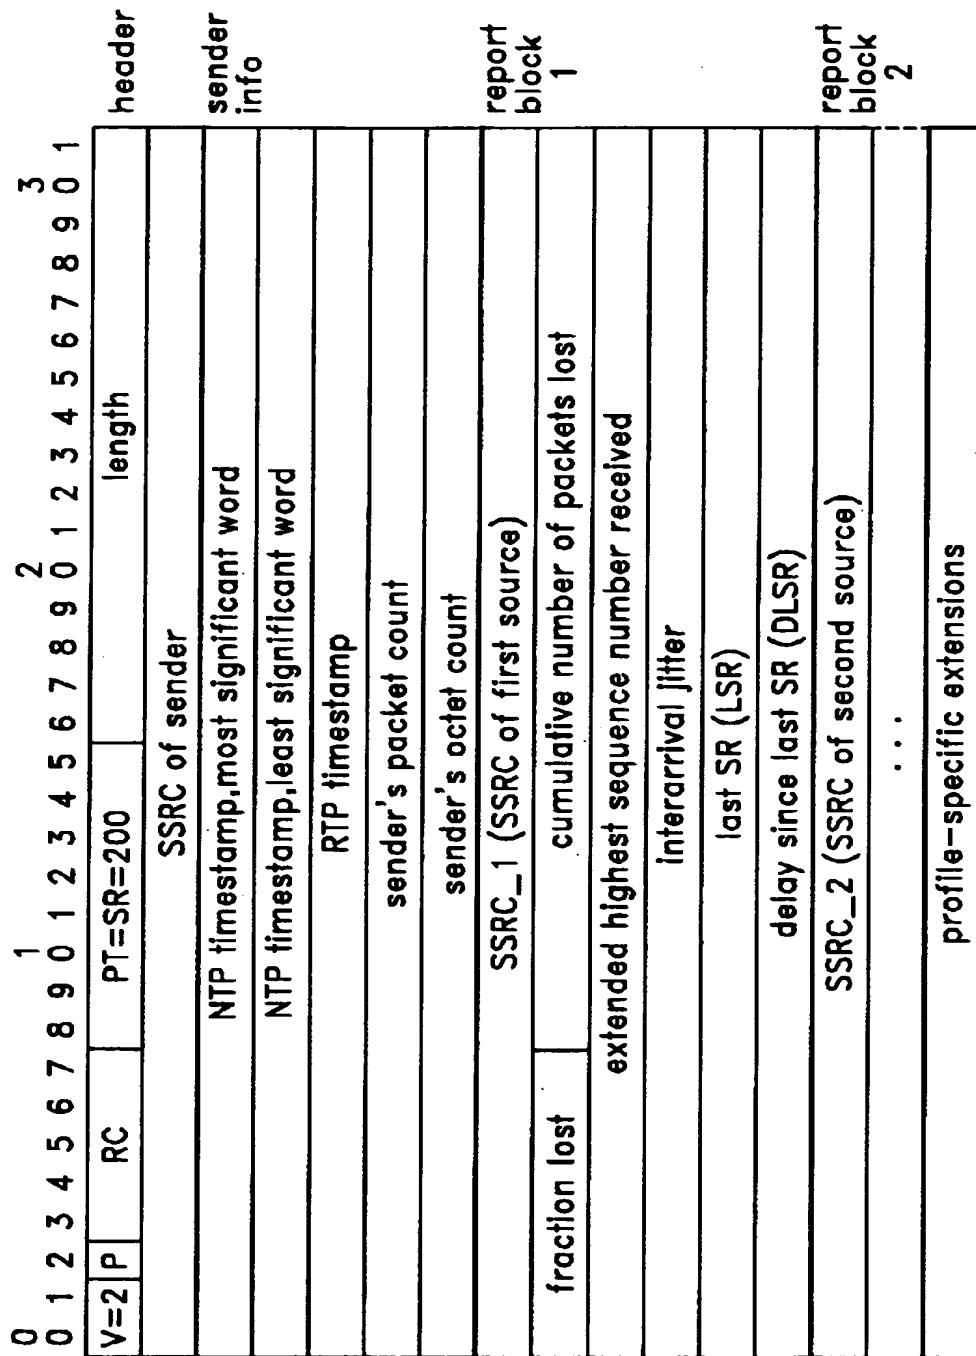 0 1 2 3
0 1 2 3 4 5 6 7 8 9 0 1 2 3 4 5 6 7 8 9 0 1 2 3 4 5 6 7 8 9 0 1
V=2 P RC PT=SR=200 length header
SSRC of sender
NTP timestamp,most significant word sender
info
NTP timestamp,least significant word
RTP timestamp
sender's packet count
sender's octet count
SSRC_1 (SSRC of first source) report
block
1
fraction lost cumulative number of packets lost
extended highest sequence number received
interarrival jitter
last SR (LSR)
delay since last SR (DLSR)
SSRC_2 (SSRC of second source) report
block
2
...
profile-specific extensions